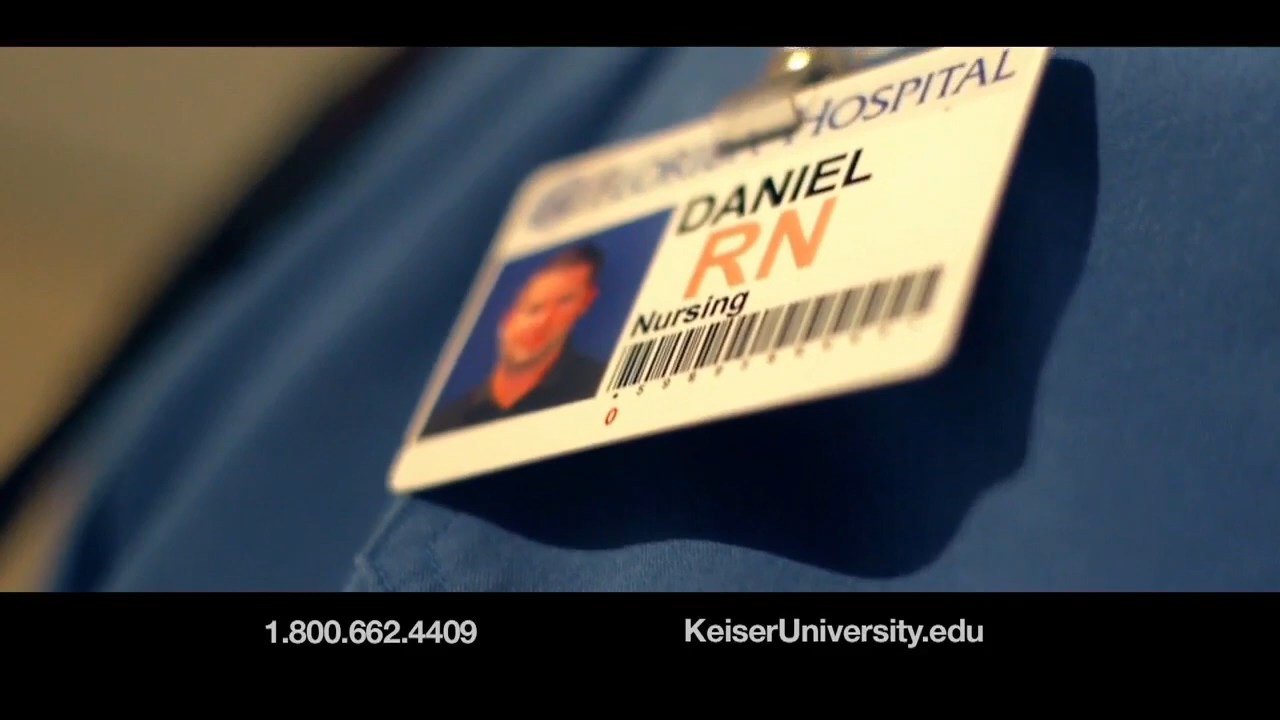 HOSPITAL
DANIEL
RN
Nursing
0
1.800.662.4409
KeiserUniversity.edu